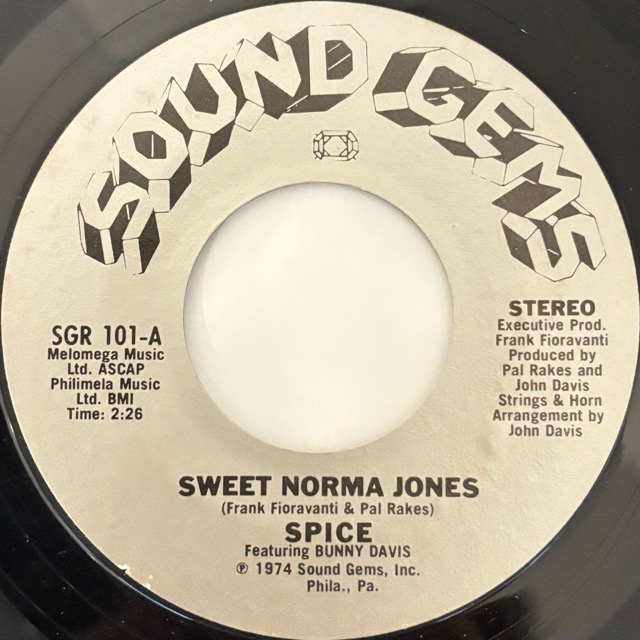 SOUND GEMS
SGR 101-A
Melomega Music
Ltd. ASCAP
Philimela Music
Ltd. BMI
Time: 2:26
STEREO
Executive Prod.
Frank Fioravanti
Produced by
Pal Rakes and
John Davis
Strings & Horn
Arrangement by
John Davis
SWEET NORMA JONES
(Frank Fioravanti & Pal Rakes)
SPICE
Featuring BUNNY DAVIS
℗ 1974 Sound Gems, Inc.
Phila., Pa.